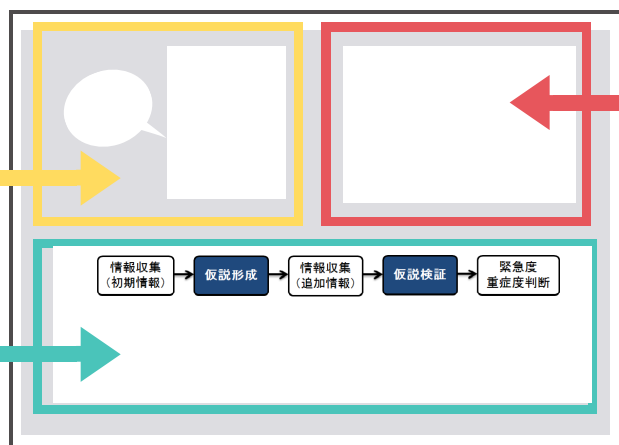 情報収集
（初期情報）
仮説形成
情報収集
（追加情報）
仮説検証
緊急度
重症度判断